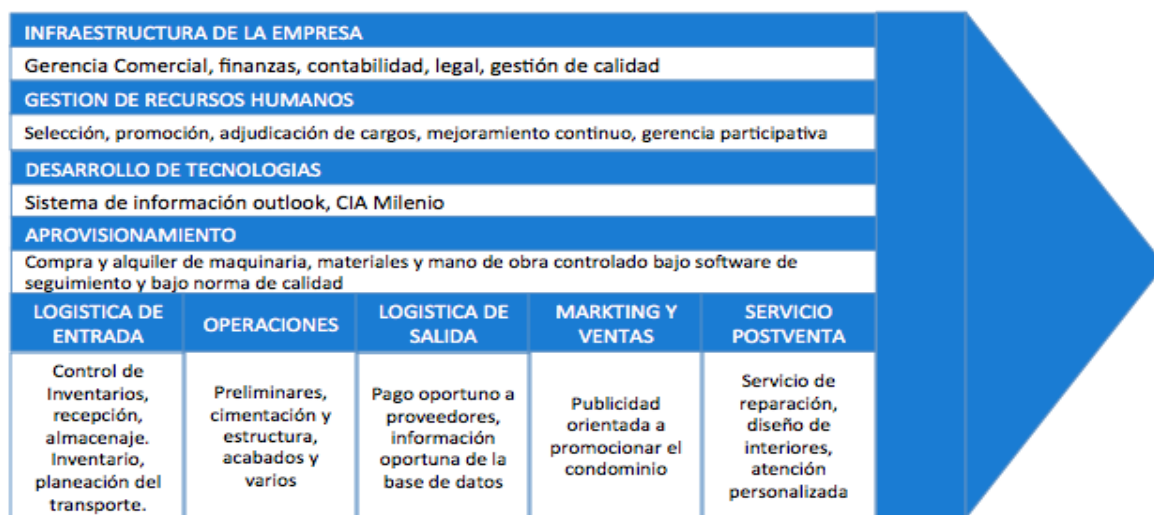 INFRAESTRUCTURA DE LA EMPRESA
Gerencia Comercial, finanzas, contabilidad, legal, gestión de calidad
GESTION DE RECURSOS HUMANOS
Selección, promoción, adjudicación de cargos, mejoramiento continuo, gerencia participativa
DESARROLLO DE TECNOLOGIAS
Sistema de información outlook, CIA Milenio
APROVISIONAMIENTO
Compra y alquiler de maquinaria, materiales y mano de obra controlado bajo software de
seguimiento y bajo norma de calidad
LOGISTICA DE
ENTRADA
Control de
Inventarios,
recepción,
almacenaje.
Inventario,
planeación del
transporte.
OPERACIONES
Preliminares,
cimentación y
estructura,
acabados y
varios
LOGISTICA DE
SALIDA
Pago oportuno a
proveedores,
información
oportuna de la
base de datos
MARKTING Y
VENTAS
Publicidad
orientada a
promocionar el
condominio
SERVICIO
POSTVENTA
Servicio de
reparación,
diseño de
interiores,
atención
personalizada